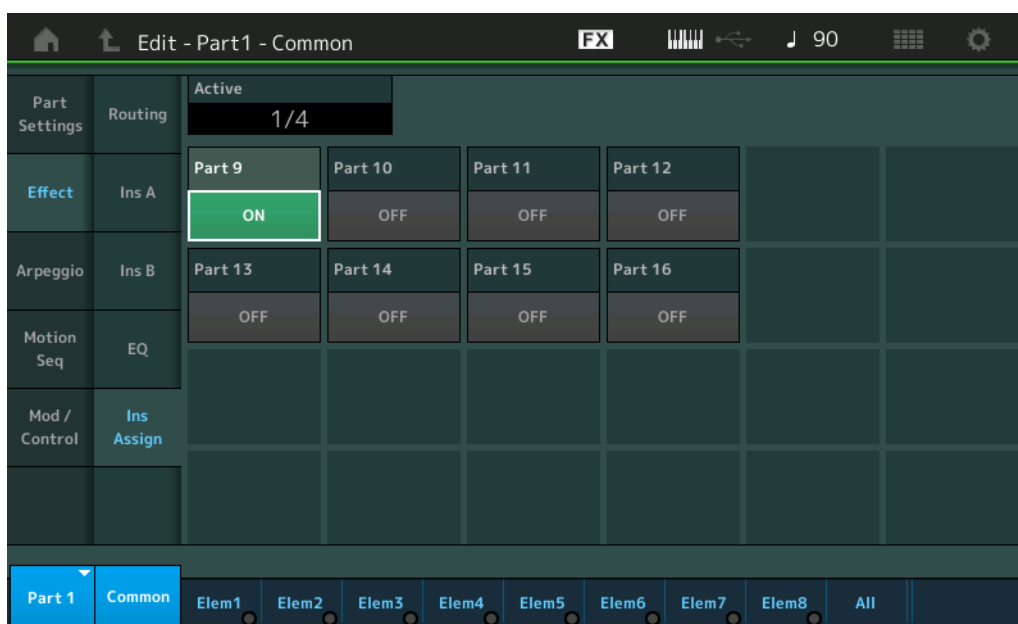 Edit - Part1 - Common
FX
♩ 90
Part
Settings
Routing
Active
1/4
Effect
Ins A
Part 9
Part 10
Part 11
Part 12
ON
OFF
OFF
OFF
Arpeggio
Ins B
Part 13
Part 14
Part 15
Part 16
OFF
OFF
OFF
OFF
Motion
Seq
EQ
Mod /
Control
Ins
Assign
Part 1
Common
Elem1
Elem2
Elem3
Elem4
Elem5
Elem6
Elem7
Elem8
All